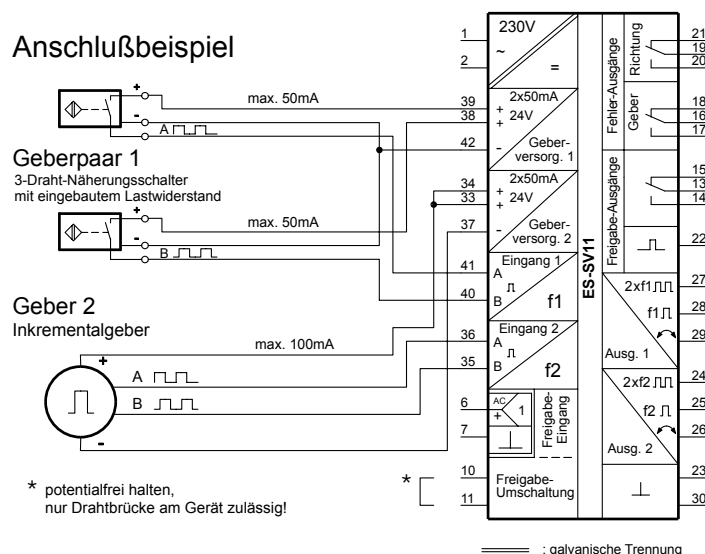 Anschlußbeispiel
+
-
max. 50mA
A
Geberpaar 1
3-Draht-Näherungsschalter
mit eingebautem Lastwiderstand
+
-
max. 50mA
B
Geber 2
Inkrementalgeber
max. 100mA
+
A
B
-
* potentialfrei halten,
nur Drahtbrücke am Gerät zulässig!
*
1
2
39
38
42
34
33
37
41
40
36
35
6
7
10
11
230V
~
=
2x50mA
+ 24V
+
-
Geber-
versorg. 1
2x50mA
+ 24V
+
-
Geber-
versorg. 2
Eingang 1
A
B
f1
Eingang 2
A
B
f2
AC
+
1
Freigabe-
Eingang
Freigabe-
Umschaltung
ES-SV11
Fehler-Ausgänge
Richtung
Geber
Freigabe-Ausgänge
2xf1
f1
Ausg. 1
2xf2
f2
Ausg. 2
21
19
20
18
16
17
15
13
14
22
27
28
29
24
25
26
23
30
: galvanische Trennung